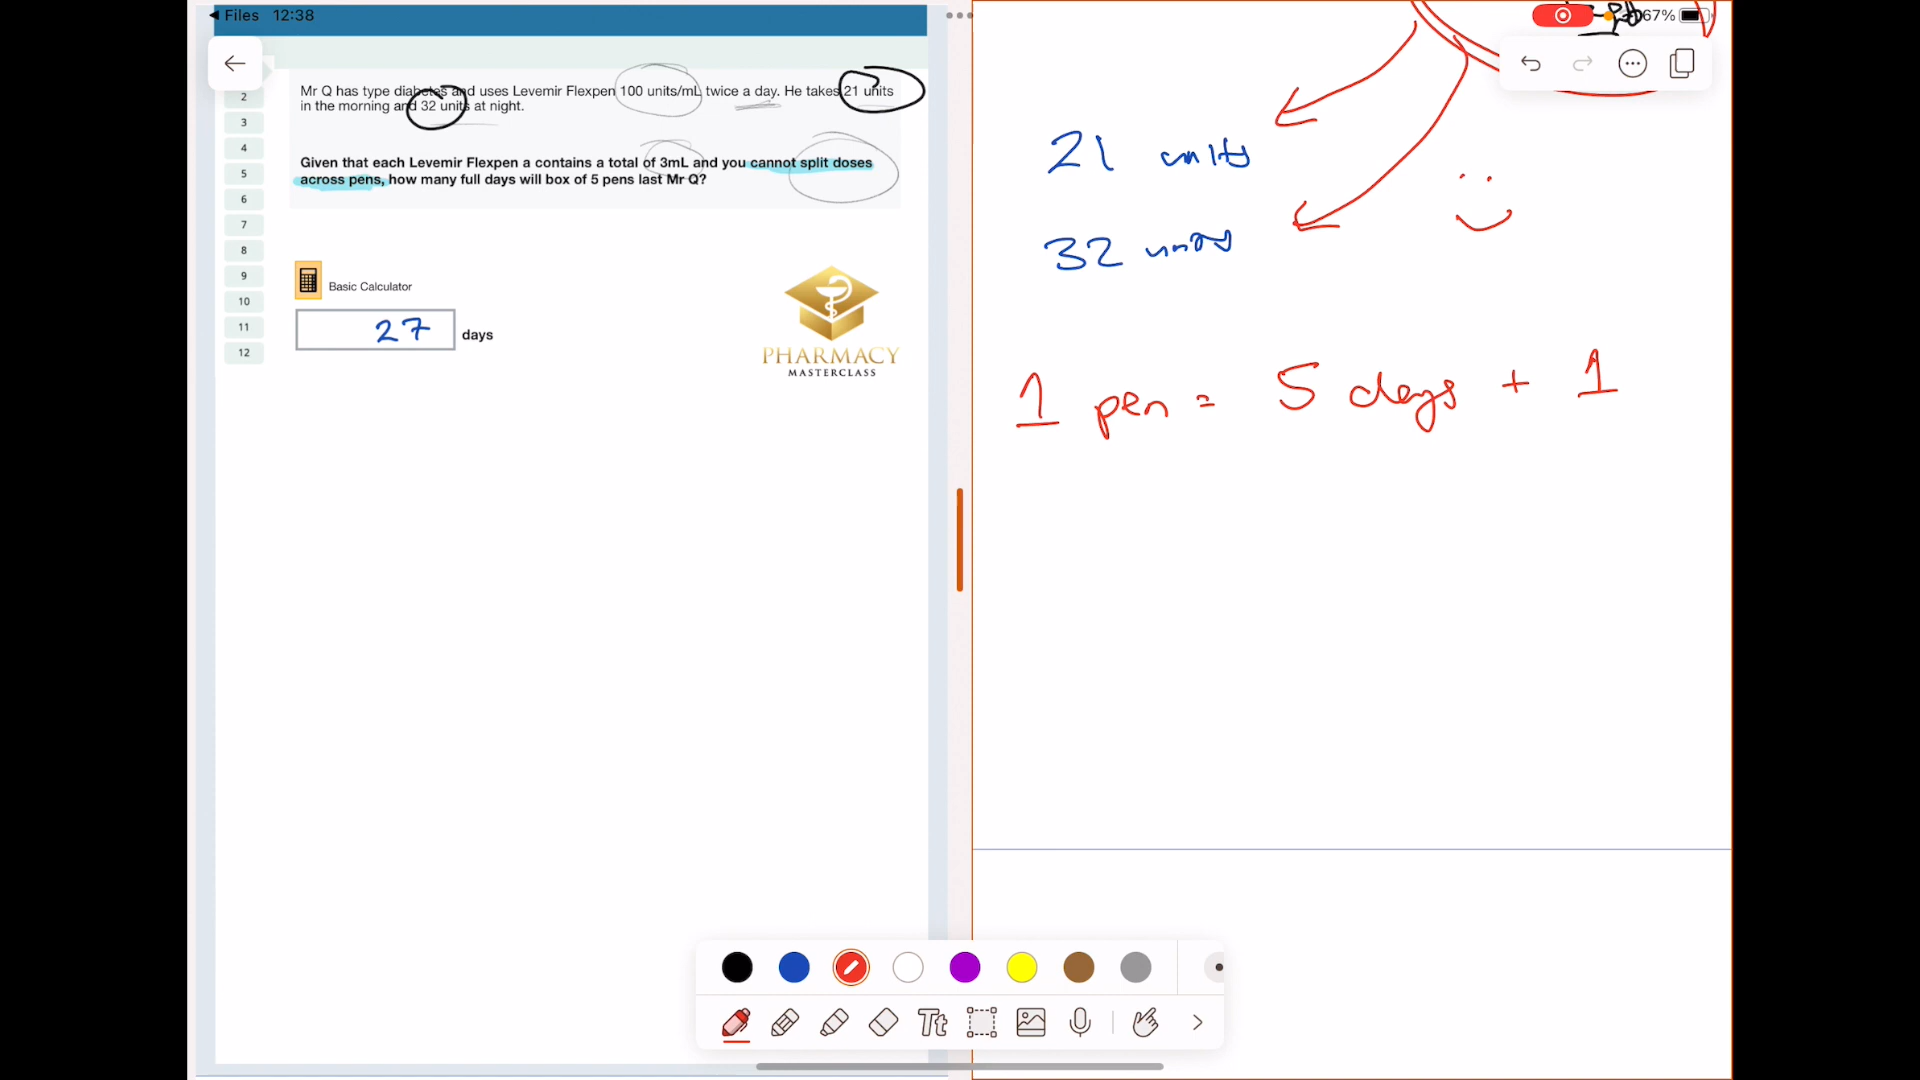 Files 12:38
67%
2
3
4
5
6
7
8
9
10
11
12
Mr Q has type diabetes and uses Levemir Flexpen 100 units/mL twice a day. He takes 21 units
in the morning and 32 units at night.
Given that each Levemir Flexpen a contains a total of 3mL and you cannot split doses
across pens, how many full days will box of 5 pens last Mr Q?
Basic Calculator
27 days
PHARMACY
MASTERCLASS
21 units
32 units
1 pen = 5 days + 1
Tt